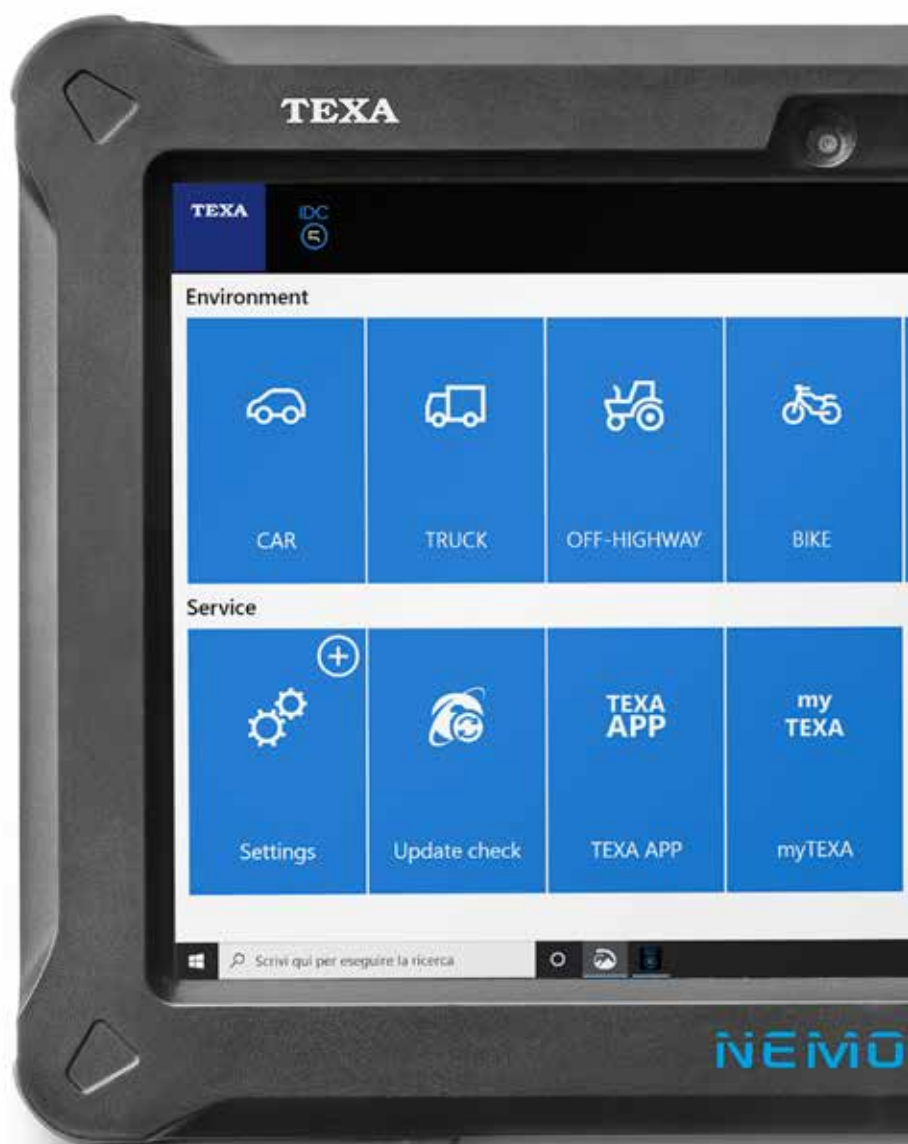 TEXA
TEXA
IDC
5
Environment
CAR
TRUCK
OFF-HIGHWAY
BIKE
Service
TEXA
APP
my
TEXA
Settings
Update check
TEXA APP
myTEXA
Scrivi qui per eseguire la ricerca
NEMO